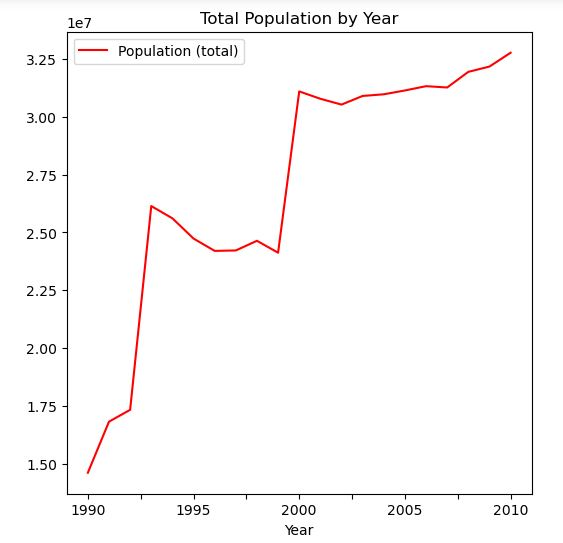 Total Population by Year
1e7
Population (total)
3.25
3.00
2.75
2.50
2.25
2.00
1.75
1.50
1990 1995 2000 2005 2010
Year